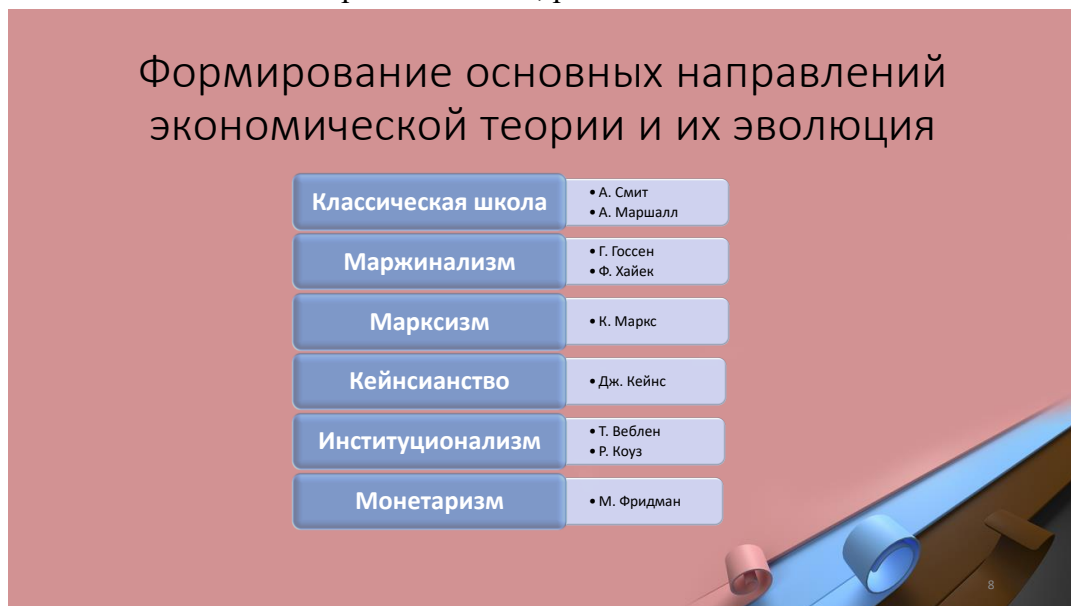 Формирование основных направлений
экономической теории и их эволюция
Классическая школа
• А. Смит
• А. Маршалл
Маржинализм
• Г. Госсен
• Ф. Хайек
Марксизм
• К. Маркс
Кейнсианство
• Дж. Кейнс
Институционализм
• Т. Веблен
• Р. Коуз
Монетаризм
• М. Фридман
8